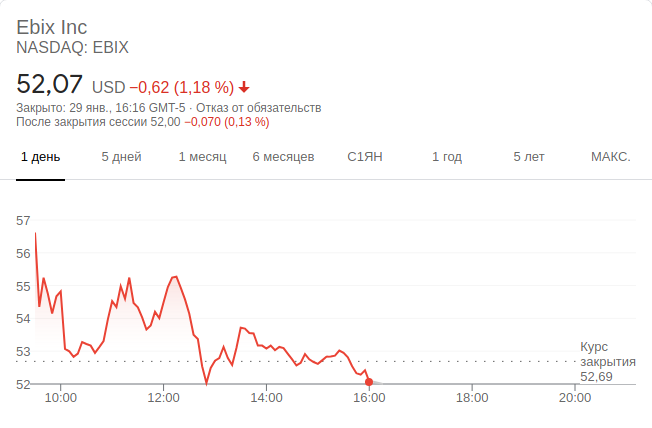 Ebix Inc
NASDAQ: EBIX
52,07 USD −0,62 (1,18 %)
Закрыто: 29 янв., 16:16 GMT-5 · Отказ от обязательств
После закрытия сессии 52,00 −0,070 (0,13 %)
1 день 5 дней 1 месяц 6 месяцев С1ЯН 1 год 5 лет МАКС.
57
56
55
54
53
52
Курс
закрытия
52,69
10:00 12:00 14:00 16:00 18:00 20:00